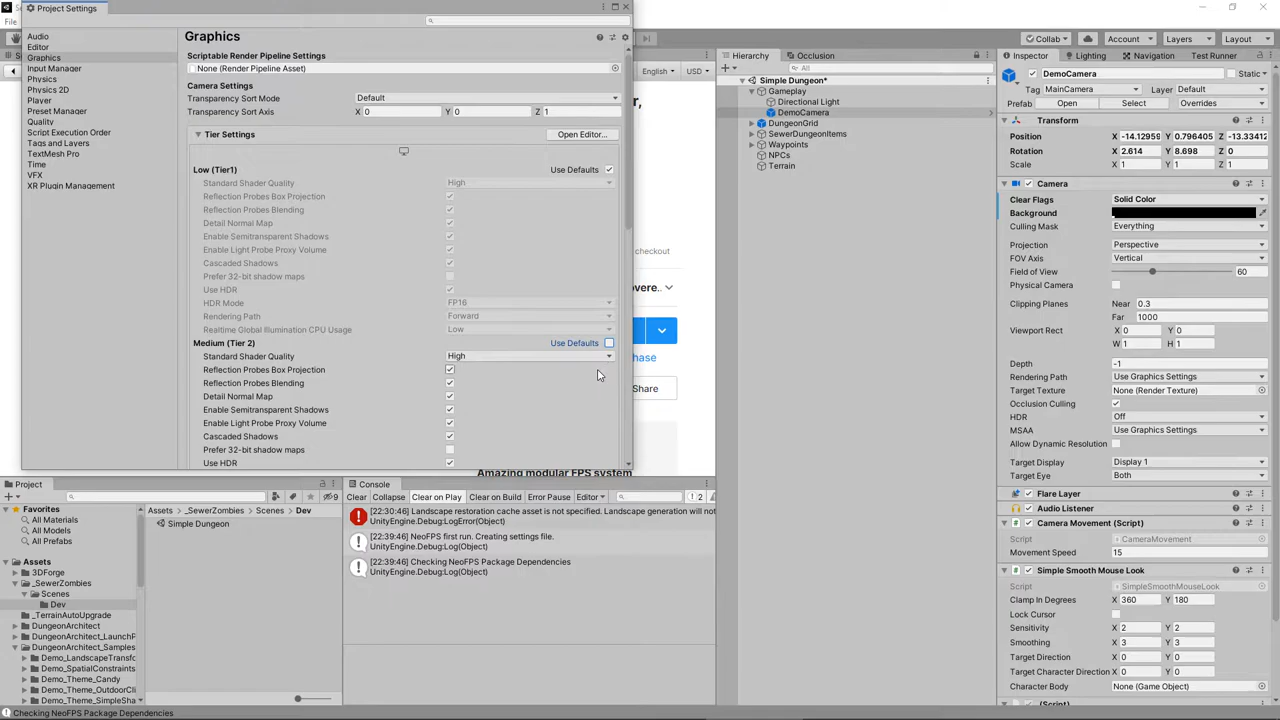 Project Settings
Audio
Editor
Graphics
Input Manager
Physics
Physics 2D
Player
Preset Manager
Quality
Script Execution Order
Tags and Layers
TextMesh Pro
Time
VFX
XR Plugin Management
Graphics
Scriptable Render Pipeline Settings
None (Render Pipeline Asset)
Camera Settings
Transparency Sort Mode Default
Transparency Sort Axis X 0 Y 0 Z 1
Tier Settings Open Editor...
Low (Tier1) Use Defaults
Standard Shader Quality High
Reflection Probes Box Projection
Reflection Probes Blending
Detail Normal Map
Enable Semitransparent Shadows
Enable Light Probe Proxy Volume
Cascaded Shadows
Prefer 32-bit shadow maps
Use HDR
HDR Mode FP16
Rendering Path Forward
Realtime Global Illumination CPU Usage Low
Medium (Tier 2) Use Defaults
Standard Shader Quality High
Reflection Probes Box Projection
Reflection Probes Blending
Detail Normal Map
Enable Semitransparent Shadows
Enable Light Probe Proxy Volume
Cascaded Shadows
Prefer 32-bit shadow maps
Use HDR
File
English USD
checkout
overe..
hase
Share
Amazing modular FPS system
Collab Account Layers Layout
Hierarchy Occlusion
All
Simple Dungeon*
Gameplay
Directional Light
DemoCamera
DungeonGrid
SewerDungeonItems
Waypoints
NPCs
Terrain
Inspector Lighting Navigation Test Runner
DemoCamera Static
Tag MainCamera Layer Default
Prefab Open Select Overrides
Transform
Position X -14.12959 Y 0.796405 Z -13.33412
Rotation X 2.614 Y 8.698 Z 0
Scale X 1 Y 1 Z 1
Camera
Clear Flags Solid Color
Background
Culling Mask Everything
Projection Perspective
FOV Axis Vertical
Field of View 60
Physical Camera
Clipping Planes Near 0.3
Far 1000
Viewport Rect X 0 Y 0
W 1 H 1
Depth -1
Rendering Path Use Graphics Settings
Target Texture None (Render Texture)
Occlusion Culling
HDR Off
MSAA Use Graphics Settings
Allow Dynamic Resolution
Target Display Display 1
Target Eye Both
Flare Layer
Audio Listener
Camera Movement (Script)
Script CameraMovement
Movement Speed 15
Simple Smooth Mouse Look
Script SimpleSmoothMouseLook
Clamp In Degrees X 360 Y 180
Lock Cursor
Sensitivity X 2 Y 2
Smoothing X 3 Y 3
Target Direction X 0 Y 0
Target Character Direction X 0 Y 0
Character Body None (Game Object)
(Script)
Project
9
Favorites
All Materials
All Models
All Prefabs
Assets
3DForge
_SewerZombies
Scenes
Dev
_TerrainAutoUpgrade
DungeonArchitect
DungeonArchitect_LaunchP
DungeonArchitect_Samples
Demo_LandscapeTransfo
Demo_SpatialConstraints
Demo_Theme_Candy
Demo_Theme_OutdoorCli
Demo_Theme_SimpleSha
Assets > _SewerZombies > Scenes > Dev
Simple Dungeon
Console
Clear Collapse Clear on Play Clear on Build Error Pause Editor 2
[22:30:46] Landscape restoration cache asset is not specified. Landscape generation will not
UnityEngine.Debug:LogError(Object)
[22:39:46] NeoFPS first run. Creating settings file.
UnityEngine.Debug:Log(Object)
[22:39:46] Checking NeoFPS Package Dependencies
UnityEngine.Debug:Log(Object)
Checking NeoFPS Package Dependencies